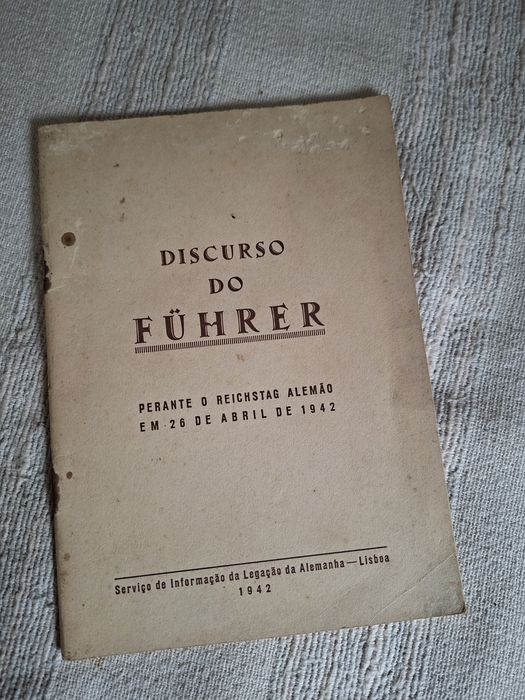 DISCURSO
DO
FÜHRER
PERANTE O REICHSTAG ALEMÃO
EM 26 DE ABRIL DE 1942
Serviço de Informação da Legação da Alemanha—Lisboa
1942